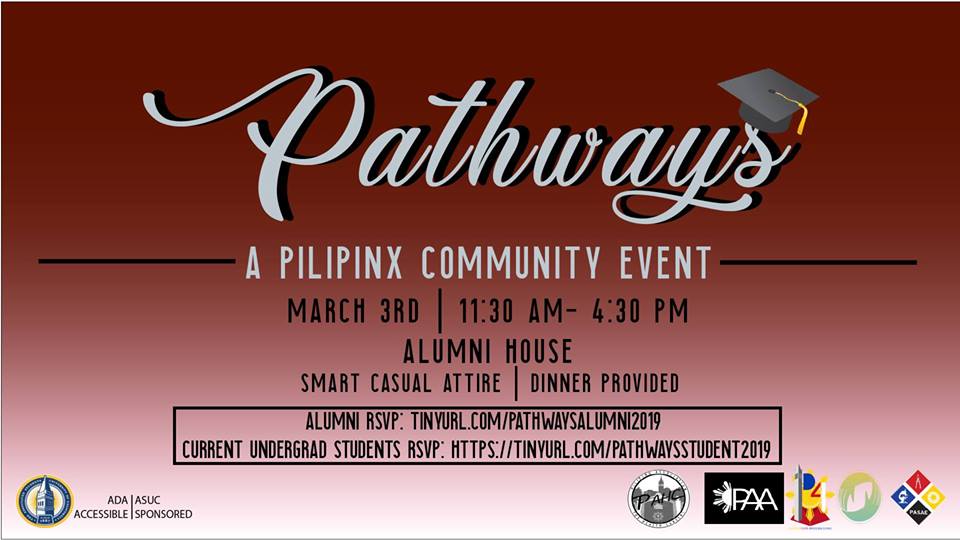 Pathways
A PILIPINX COMMUNITY EVENT
MARCH 3RD | 11:30 AM- 4:30 PM
ALUMNI HOUSE
SMART CASUAL ATTIRE | DINNER PROVIDED
ALUMNI RSVP: TINYURL.COM/PATHWAYSALUMNI2019
CURRENT UNDERGRAD STUDENTS RSVP: HTTPS://TINYURL.COM/PATHWAYSSTUDENT2019
ADA | ASUC
ACCESSIBLE | SPONSORED
PAHC
PAA
P4
PASAE